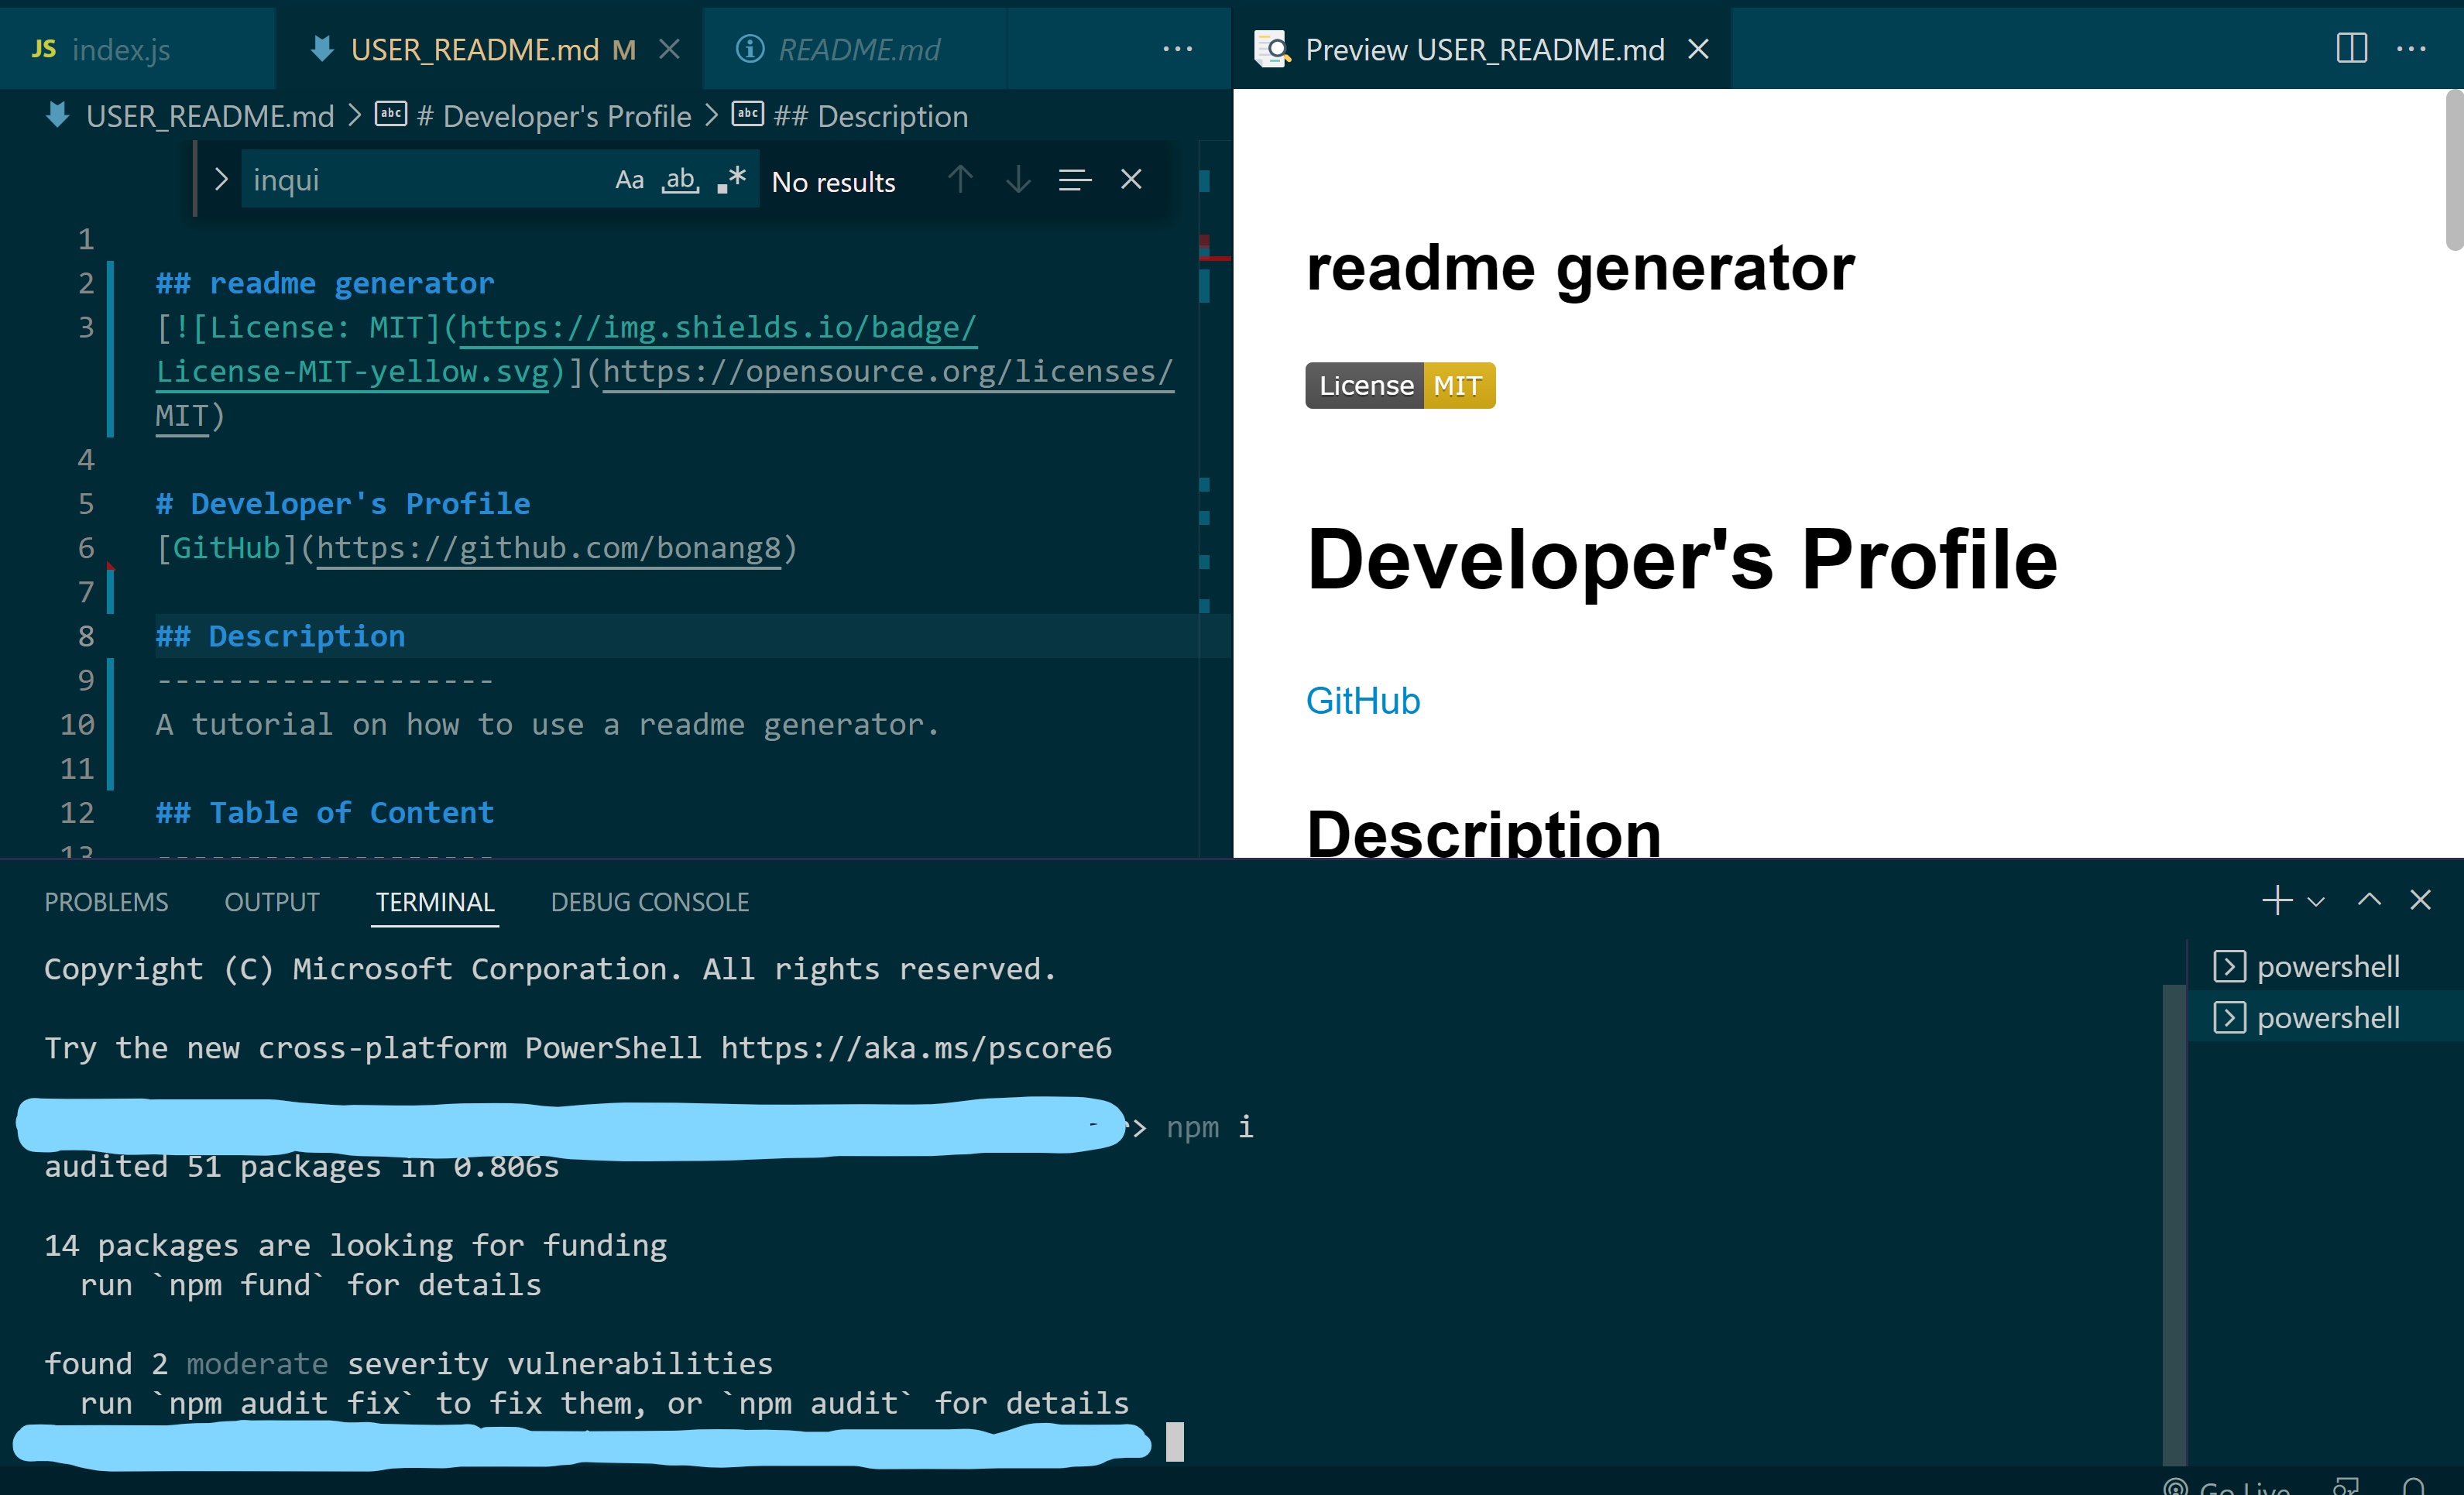 JS index.js
USER_README.md M
README.md
Preview USER_README.md
USER_README.md > # Developer's Profile > ## Description
inqui Aa ab .* No results
1
2 ## readme generator
3 [![License: MIT](https://img.shields.io/badge/
License-MIT-yellow.svg)](https://opensource.org/licenses/
MIT)
4
5 # Developer's Profile
6 [GitHub](https://github.com/bonang8)
7
8 ## Description
9 -------------------
10 A tutorial on how to use a readme generator.
11
12 ## Table of Content
13 -------------------
readme generator
License MIT
Developer's Profile
GitHub
Description
PROBLEMS OUTPUT TERMINAL DEBUG CONSOLE
Copyright (C) Microsoft Corporation. All rights reserved.
Try the new cross-platform PowerShell https://aka.ms/pscore6
> npm i
audited 51 packages in 0.806s
14 packages are looking for funding
run `npm fund` for details
found 2 moderate severity vulnerabilities
run `npm audit fix` to fix them, or `npm audit` for details
powershell
powershell
Go Live